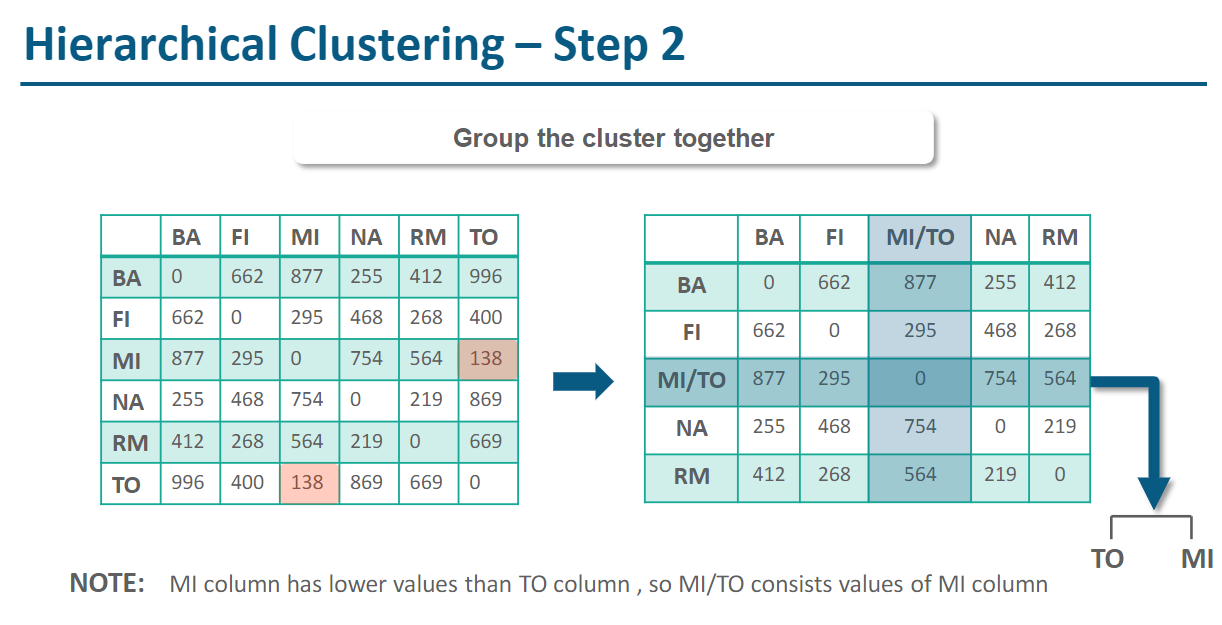 Hierarchical Clustering – Step 2
Group the cluster together
BA FI MI NA RM TO
BA 0 662 877 255 412 996
FI 662 0 295 468 268 400
MI 877 295 0 754 564 138
NA 255 468 754 0 219 869
RM 412 268 564 219 0 669
TO 996 400 138 869 669 0
BA FI MI/TO NA RM
BA 0 662 877 255 412
FI 662 0 295 468 268
MI/TO 877 295 0 754 564
NA 255 468 754 0 219
RM 412 268 564 219 0
TO MI
NOTE: MI column has lower values than TO column , so MI/TO consists values of MI column